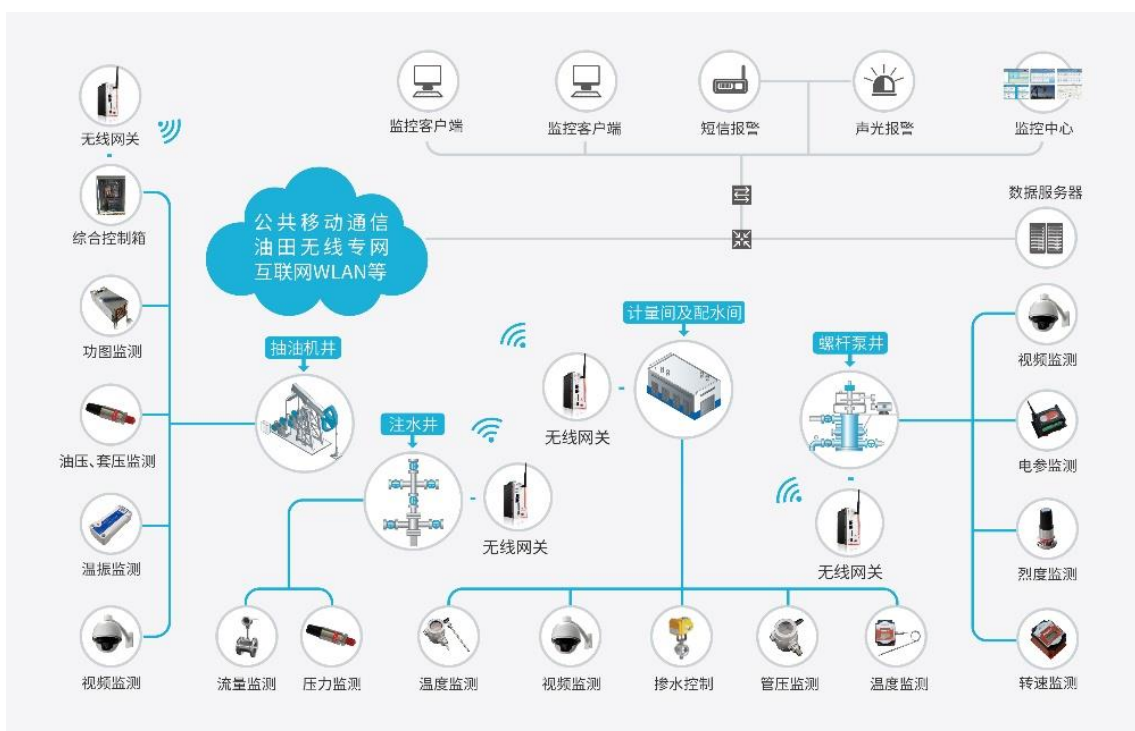 无线网关
监控客户端
监控客户端
短信报警
声光报警
监控中心
综合控制箱
公共移动通信
油田无线专网
互联网WLAN等
数据服务器
功图监测
抽油机井
计量间及配水间
螺杆泵井
视频监测
油压、套压监测
注水井
无线网关
电参监测
温振监测
无线网关
无线网关
烈度监测
视频监测
流量监测
压力监测
温度监测
视频监测
掺水控制
管压监测
温度监测
转速监测